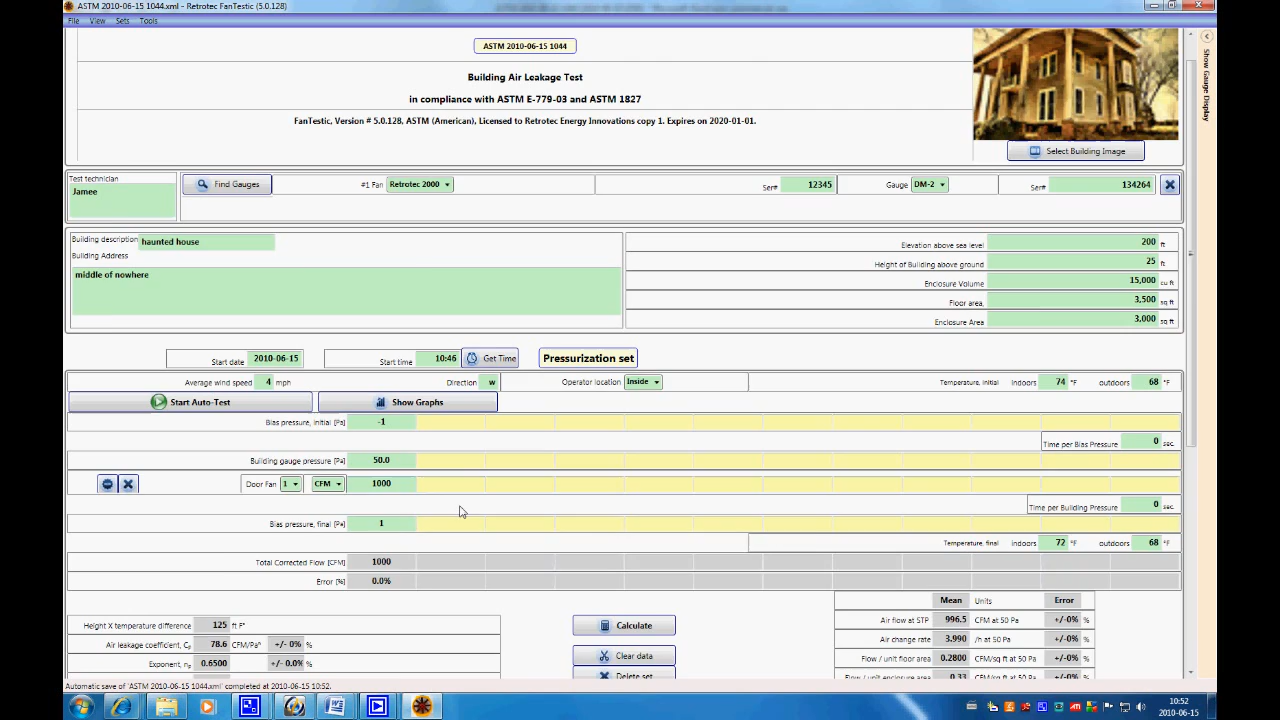 ASTM 2010-06-15 1044.xml - Retrotec FanTestic (5.0.128)
File View Sets Tools
ASTM 2010-06-15 1044
Building Air Leakage Test
in compliance with ASTM E-779-03 and ASTM 1827
FanTestic, Version # 5.0.128, ASTM (American), Licensed to Retrotec Energy Innovations copy 1. Expires on 2020-01-01.
Select Building Image
Show Gauge Display
Test technician
Jamee
Find Gauges #1 Fan Retrotec 2000 Ser# 12345 Gauge DM-2 Ser# 134264
Building description haunted house
Building Address
middle of nowhere
Elevation above sea level 200 ft
Height of Building above ground 25 ft
Enclosure Volume 15,000 cu ft
Floor area, 3,500 sq ft
Enclosure Area 3,000 sq ft
Start date 2010-06-15 Start time 10:46 Get Time Pressurization set
Average wind speed 4 mph Direction w Operator location Inside Temperature, initial indoors 74 °F outdoors 68 °F
Start Auto-Test Show Graphs
Bias pressure, initial [Pa] -1
Time per Bias Pressure 0 sec.
Building gauge pressure [Pa] 50.0
Door Fan 1 CFM 1000
Time per Building Pressure 0 sec.
Bias pressure, final [Pa] 1
Temperature, final indoors 72 °F outdoors 68 °F
Total Corrected Flow [CFM] 1000
Error [%] 0.0%
Mean Units Error
Height X temperature difference 125 ft F°
Air leakage coefficient, 78.6 CFM/Paⁿ +/- 0% %
Exponent, 0.6500 +/- 0.0% %
Calculate
Clear data
Delete set
Air flow at STP 996.5 CFM at 50 Pa +/-0% %
Air change rate 3.990 /h at 50 Pa +/-0% %
Flow / unit floor area 0.2800 CFM/sq ft at 50 Pa +/-0% %
Flow / unit enclosure area 0.33 CFM/sq ft at 50 Pa +/-0% %
Automatic save of 'ASTM 2010-06-15 1044.xml' completed at 2010-06-15 10:52.
10:52
2010-06-15